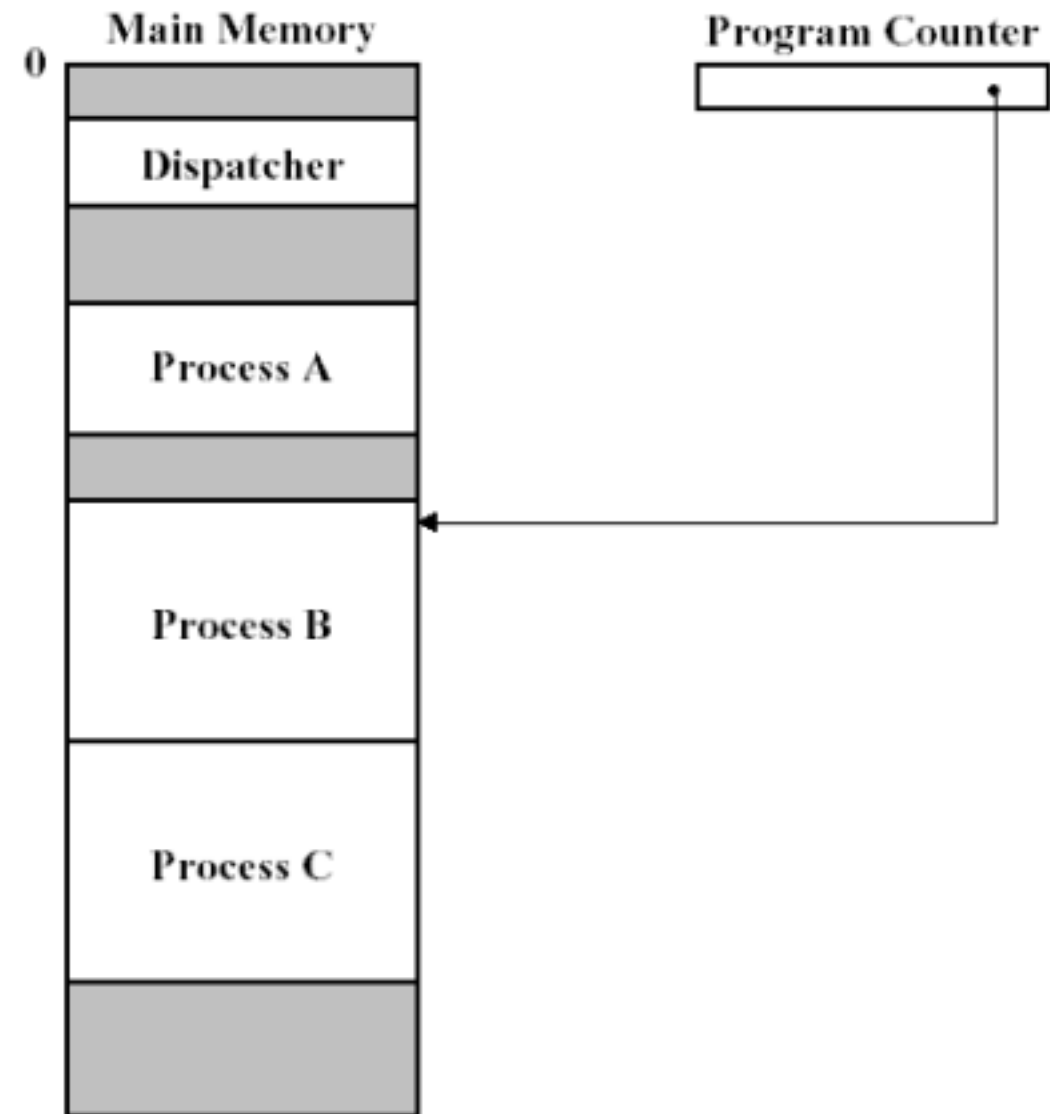 Main Memory
Program Counter
0
Dispatcher
Process A
Process B
Process C